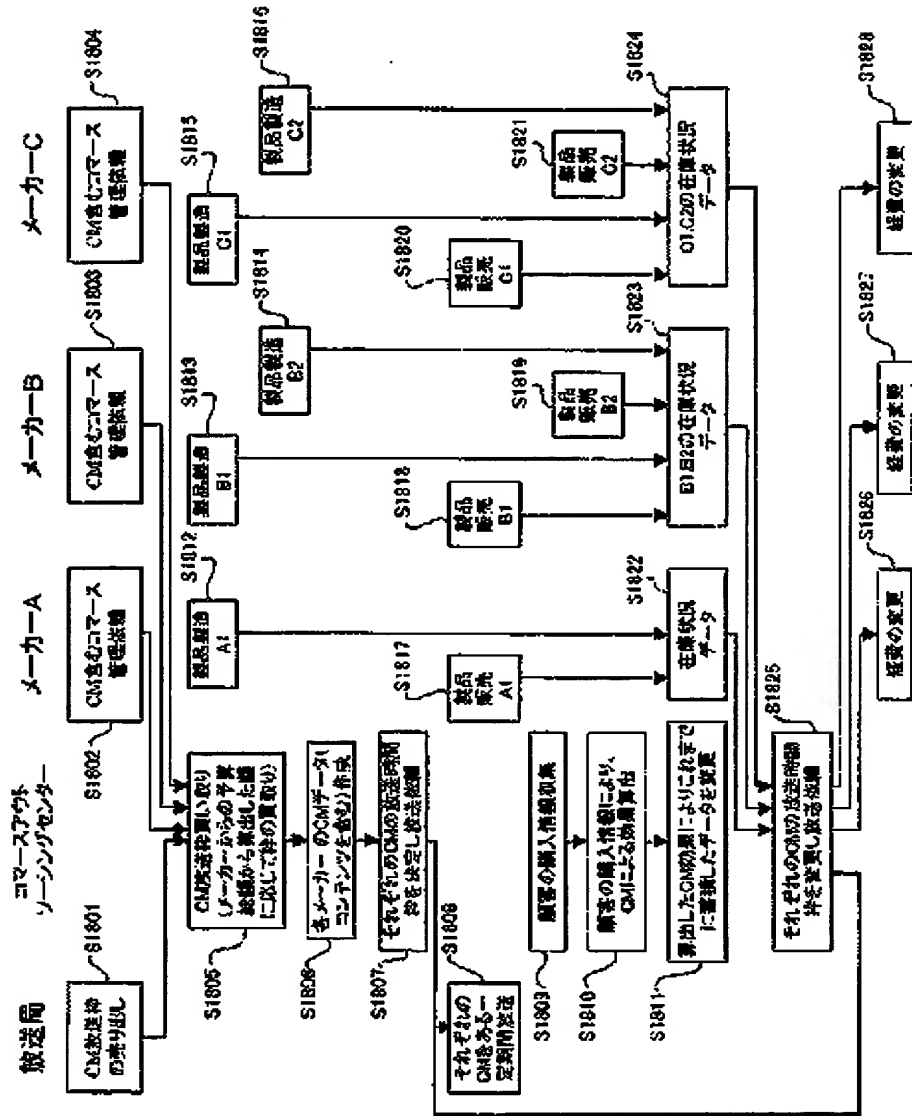 放送局
コマースアウト
ソーシングセンター
メーカーA
メーカーB
メーカーC
S1801
CM放送枠
の売り出し
S1802
CM含むコマース
管理依頼
S1803
CM含むコマース
管理依頼
S1804
CM含むコマース
管理依頼
S1805
CM放送枠買い取り
(メーカーからの予算
総額から算出した額
に応じて枠の買取り)
S1806
各メーカーのCMデータ(
コンテンツを含む)作成
S1807
それぞれのCMの放送時間
枠を決定し放送依頼
S1808
それぞれの
CMをある一
定期間放送
S1809
顧客の購入情報収集
S1810
顧客の購入情報により、
CMによる効果算出
S1811
算出したCM効果によりこれまで
に蓄積したデータを変更
S1812
製品製造
A1
S1813
製品製造
B1
S1814
製品製造
B2
S1815
製品製造
C1
S1816
製品製造
C2
S1817
製品
販売
A1
S1818
製品
販売
B1
S1819
製品
販売
B2
S1820
製品
販売
C1
S1821
製品
販売
C2
S1822
在庫状況
データ
S1823
B1,B2の在庫状況
データ
S1824
C1,C2の在庫状況
データ
S1825
それぞれのCMの放送時間
枠を変更し放送依頼
S1826
経費の変更
S1827
経費の変更
S1828
経費の変更